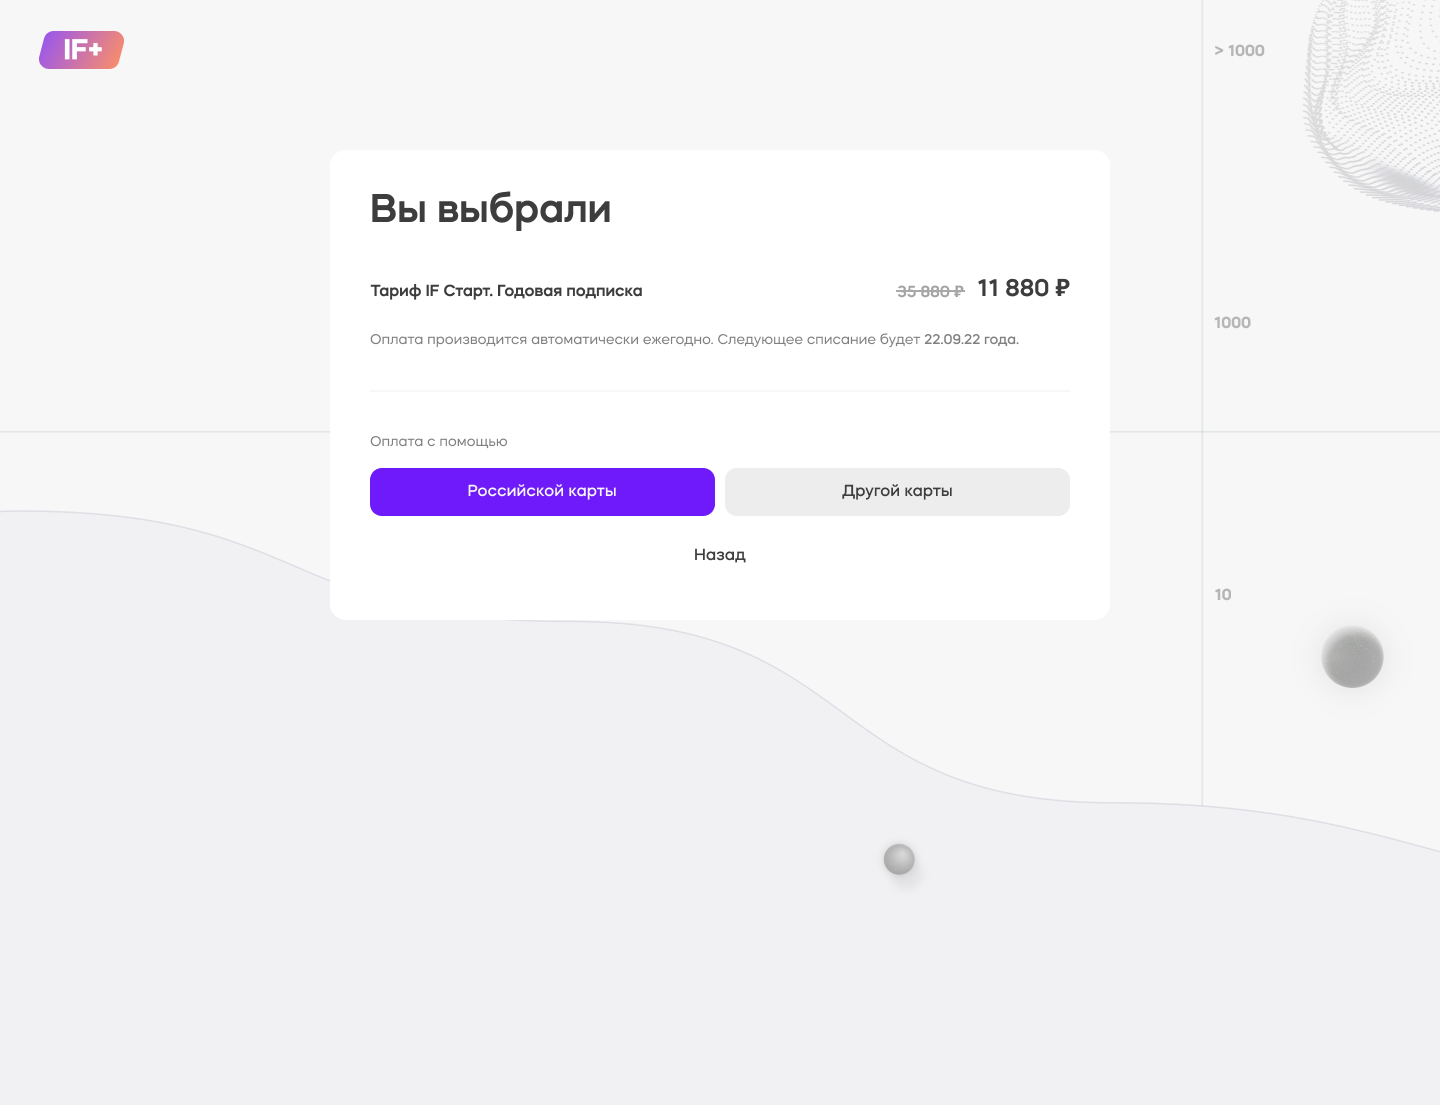 IF+
> 1000
Вы выбрали
Тариф IF Старт. Годовая подписка 35 880 ₽ 11 880 ₽
1000
Оплата производится автоматически ежегодно. Следующее списание будет 22.09.22 года.
Оплата с помощью
Российской карты Другой карты
Назад
10